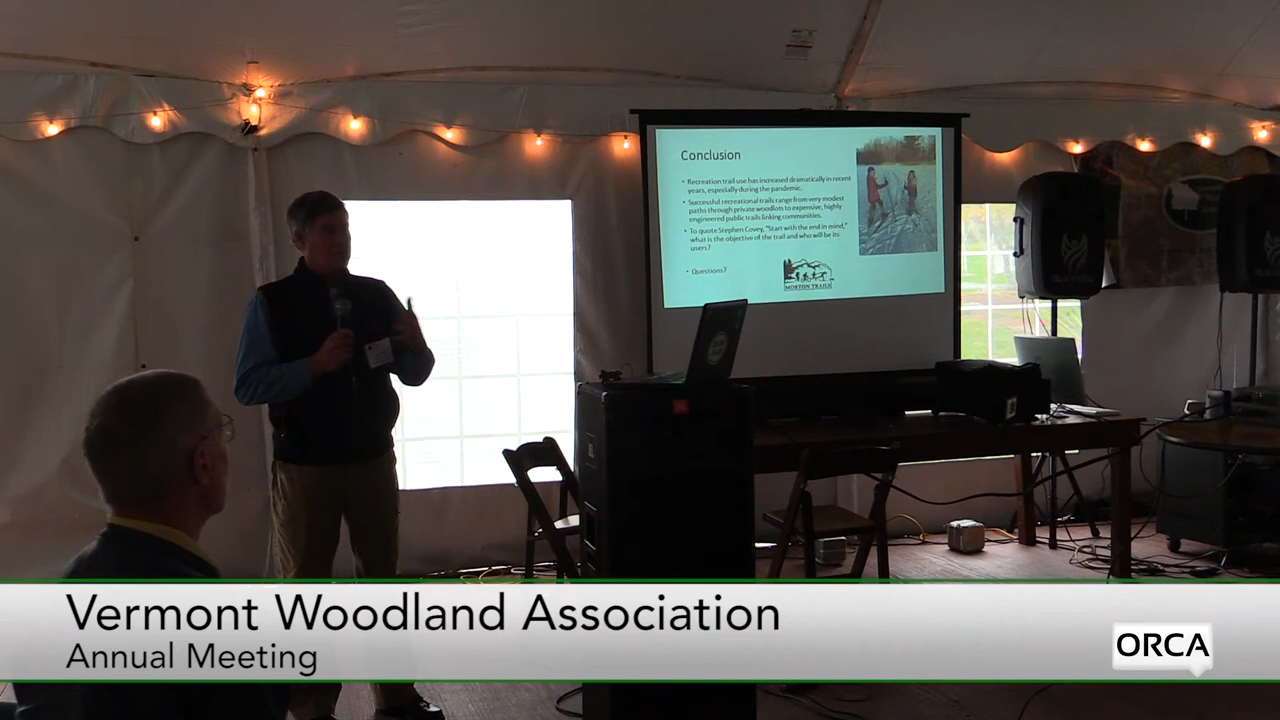 Conclusion
• Recreation trail use has increased dramatically in recent
years, especially during the pandemic.
• Successful recreational trails range from very modest
paths through private woodlots to expensive, highly
engineered public trails linking communities.
• To quote Stephen Covey, "Start with the end in mind,"
what is the objective of the trail and who will be its
users?
• Questions?
MORTON TRAILS
JBL
Vermont Woodland Association
Annual Meeting
ORCA